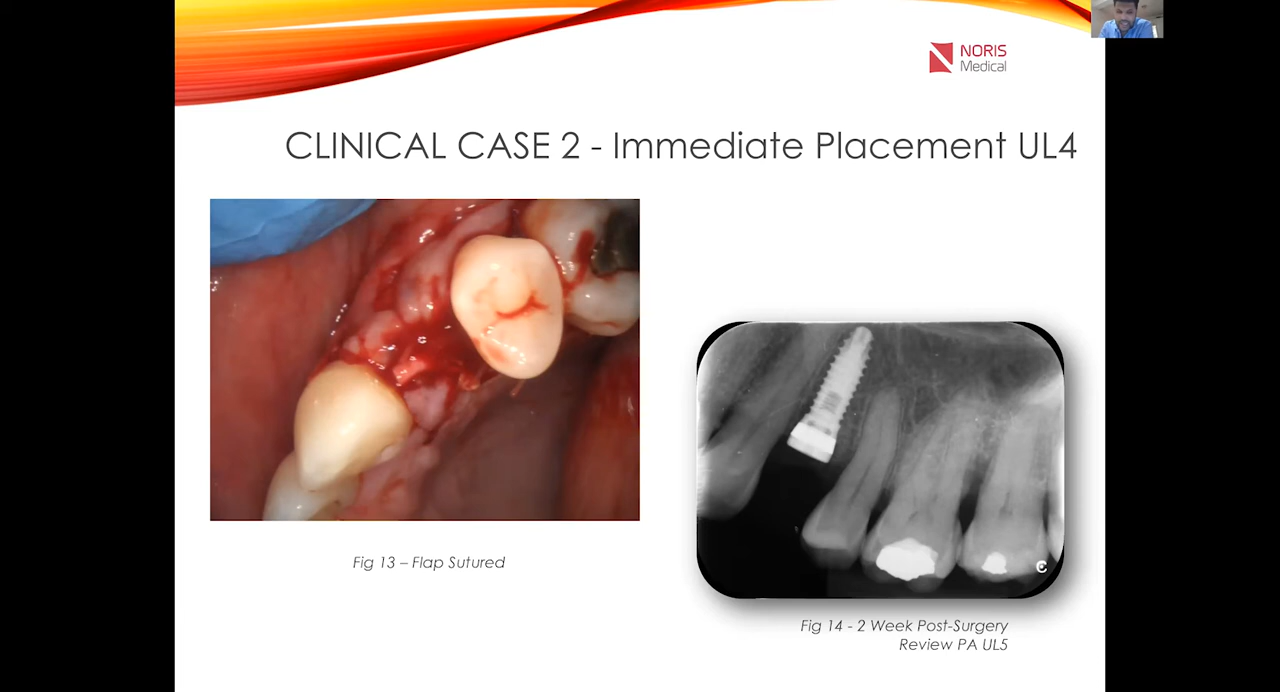 NORIS
Medical
CLINICAL CASE 2 - Immediate Placement UL4
Fig 13 – Flap Sutured
C
Fig 14 - 2 Week Post-Surgery
Review PA UL5